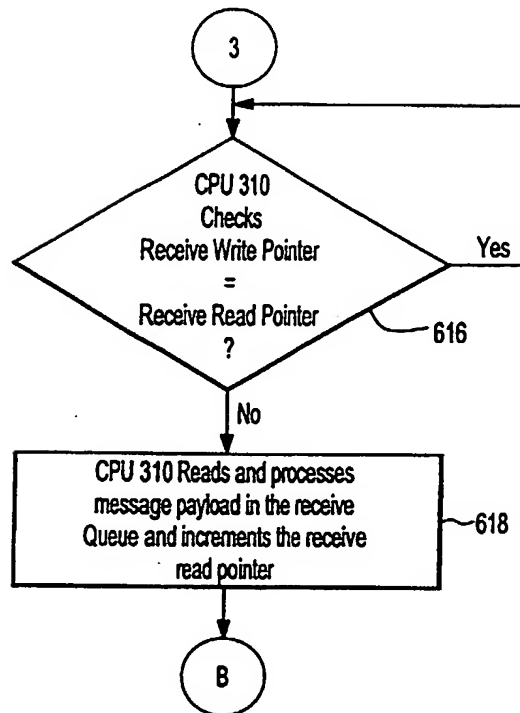 3
CPU 310
Checks
Receive Write Pointer
=
Receive Read Pointer
?
Yes
616
No
CPU 310 Reads and processes
message payload in the receive
Queue and increments the receive
read pointer
618
B